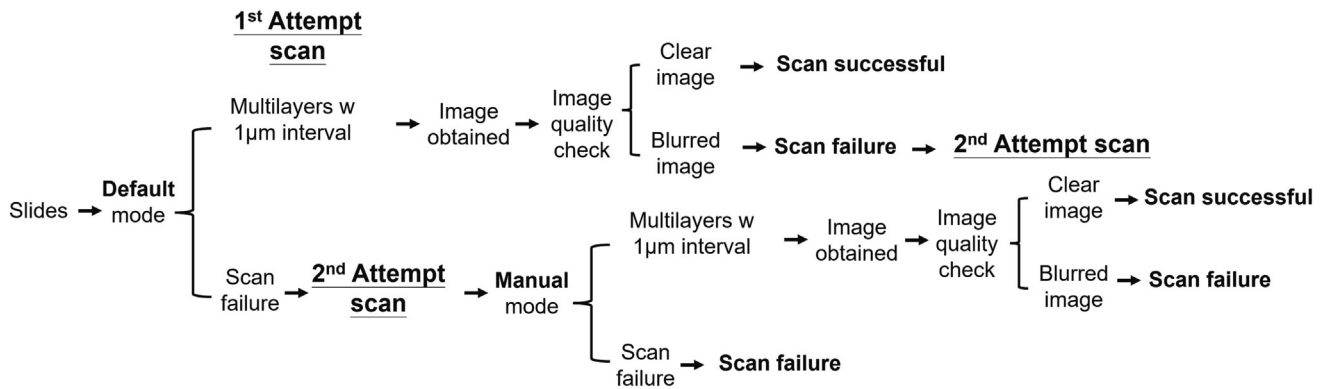 1st Attempt
scan
Multilayers w
1µm interval
Image
obtained
Image
quality
check
Clear
image
Scan successful
Blurred
image
Scan failure
2nd Attempt scan
Slides
Default
mode
Scan
failure
2nd Attempt
scan
Manual
mode
Multilayers w
1µm interval
Image
obtained
Image
quality
check
Clear
image
Scan successful
Blurred
image
Scan failure
Scan
failure
Scan failure